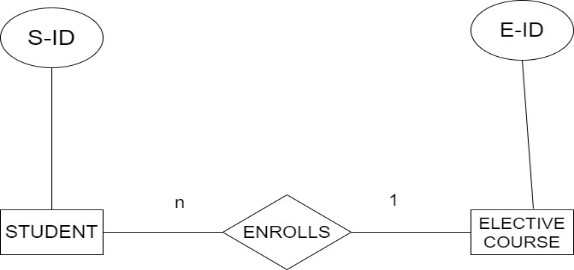 S-ID
E-ID
n
1
STUDENT
ENROLLS
ELECTIVE
COURSE